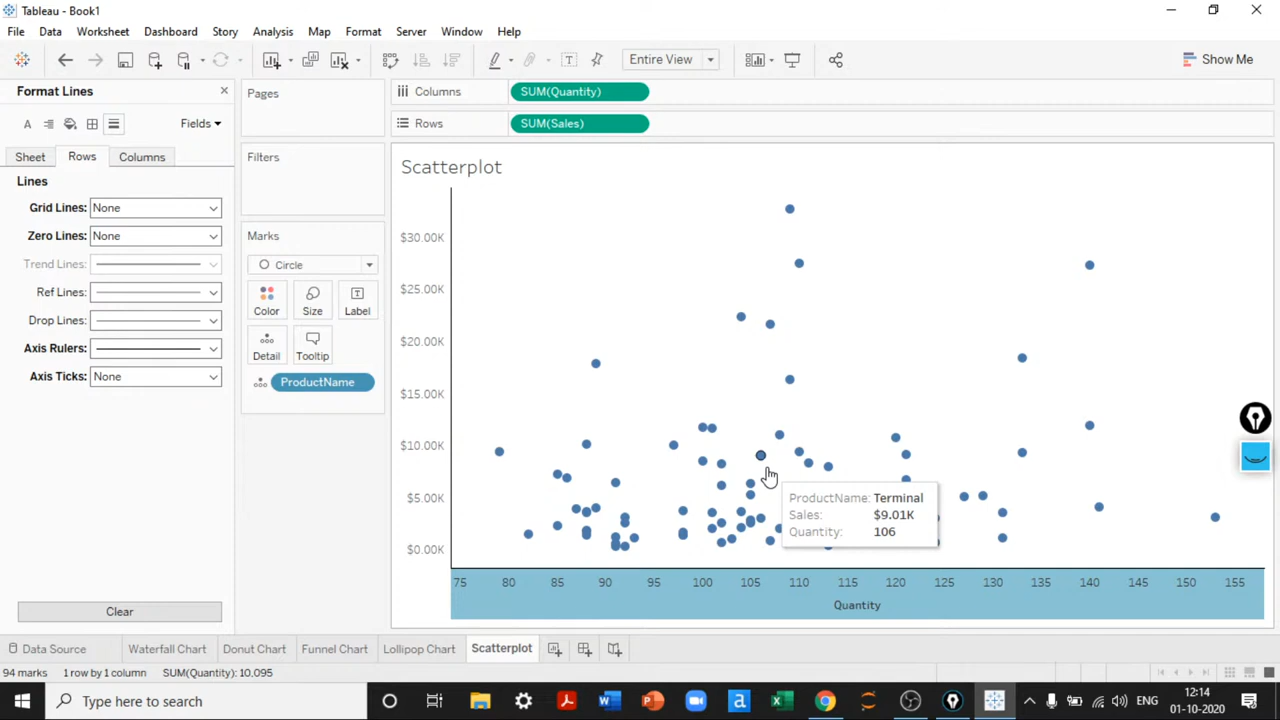 Tableau - Book1
File Data Worksheet Dashboard Story Analysis Map Format Server Window Help
Entire View
Show Me
Format Lines
Fields
Sheet Rows Columns
Lines
Grid Lines: None
Zero Lines: None
Trend Lines:
Ref Lines:
Drop Lines:
Axis Rulers:
Axis Ticks: None
Clear
Pages
Filters
Marks
Circle
Color Size Label
Detail Tooltip
ProductName
Columns SUM(Quantity)
Rows SUM(Sales)
Scatterplot
$30.00K
$25.00K
$20.00K
$15.00K
$10.00K
$5.00K
$0.00K
ProductName: Terminal
Sales: $9.01K
Quantity: 106
75 80 85 90 95 100 105 110 115 120 125 130 135 140 145 150 155
Quantity
Data Source Waterfall Chart Donut Chart Funnel Chart Lollipop Chart Scatterplot
94 marks 1 row by 1 column SUM(Quantity): 10,095
Type here to search
ENG
12:14
01-10-2020